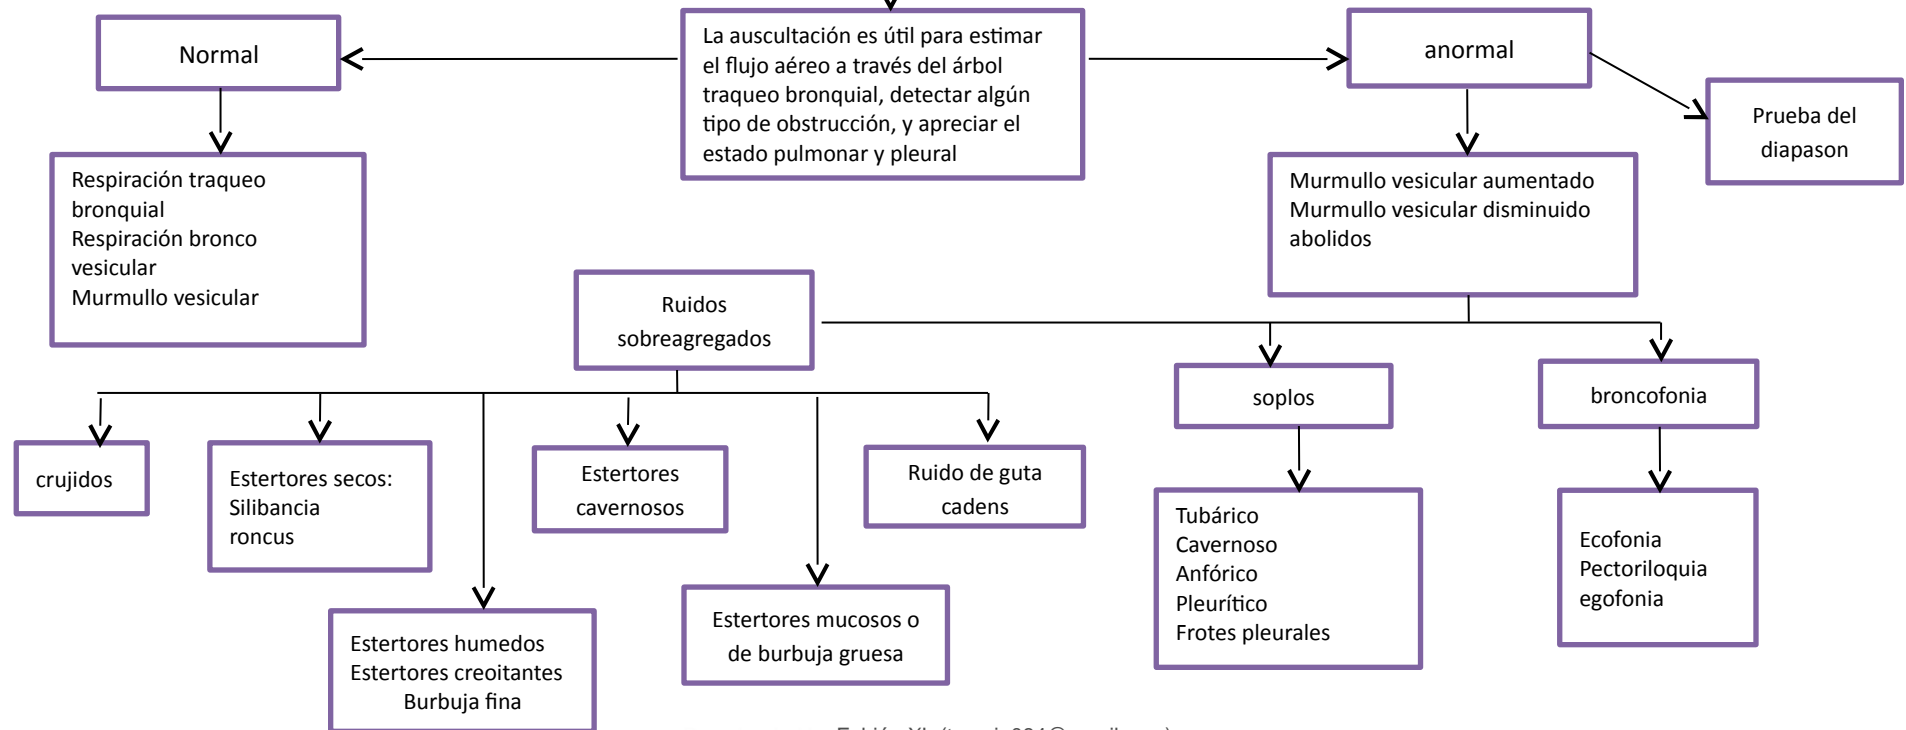 Normal
La auscultación es útil para estimar
el flujo aéreo a través del árbol
traqueo bronquial, detectar algún
tipo de obstrucción, y apreciar el
estado pulmonar y pleural
anormal
Prueba del
diapason
Respiración traqueo
bronquial
Respiración bronco
vesicular
Murmullo vesicular
Murmullo vesicular aumentado
Murmullo vesicular disminuido
abolidos
Ruidos
sobreagregados
soplos
broncofonia
crujidos
Estertores secos:
Silibancia
roncus
Estertores
cavernosos
Ruido de guta
cadens
Estertores humedos
Estertores creoitantes
Burbuja fina
Estertores mucosos o
de burbuja gruesa
Tubárico
Cavernoso
Anfórico
Pleurítico
Frotes pleurales
Ecofonia
Pectoriloquia
egofonia